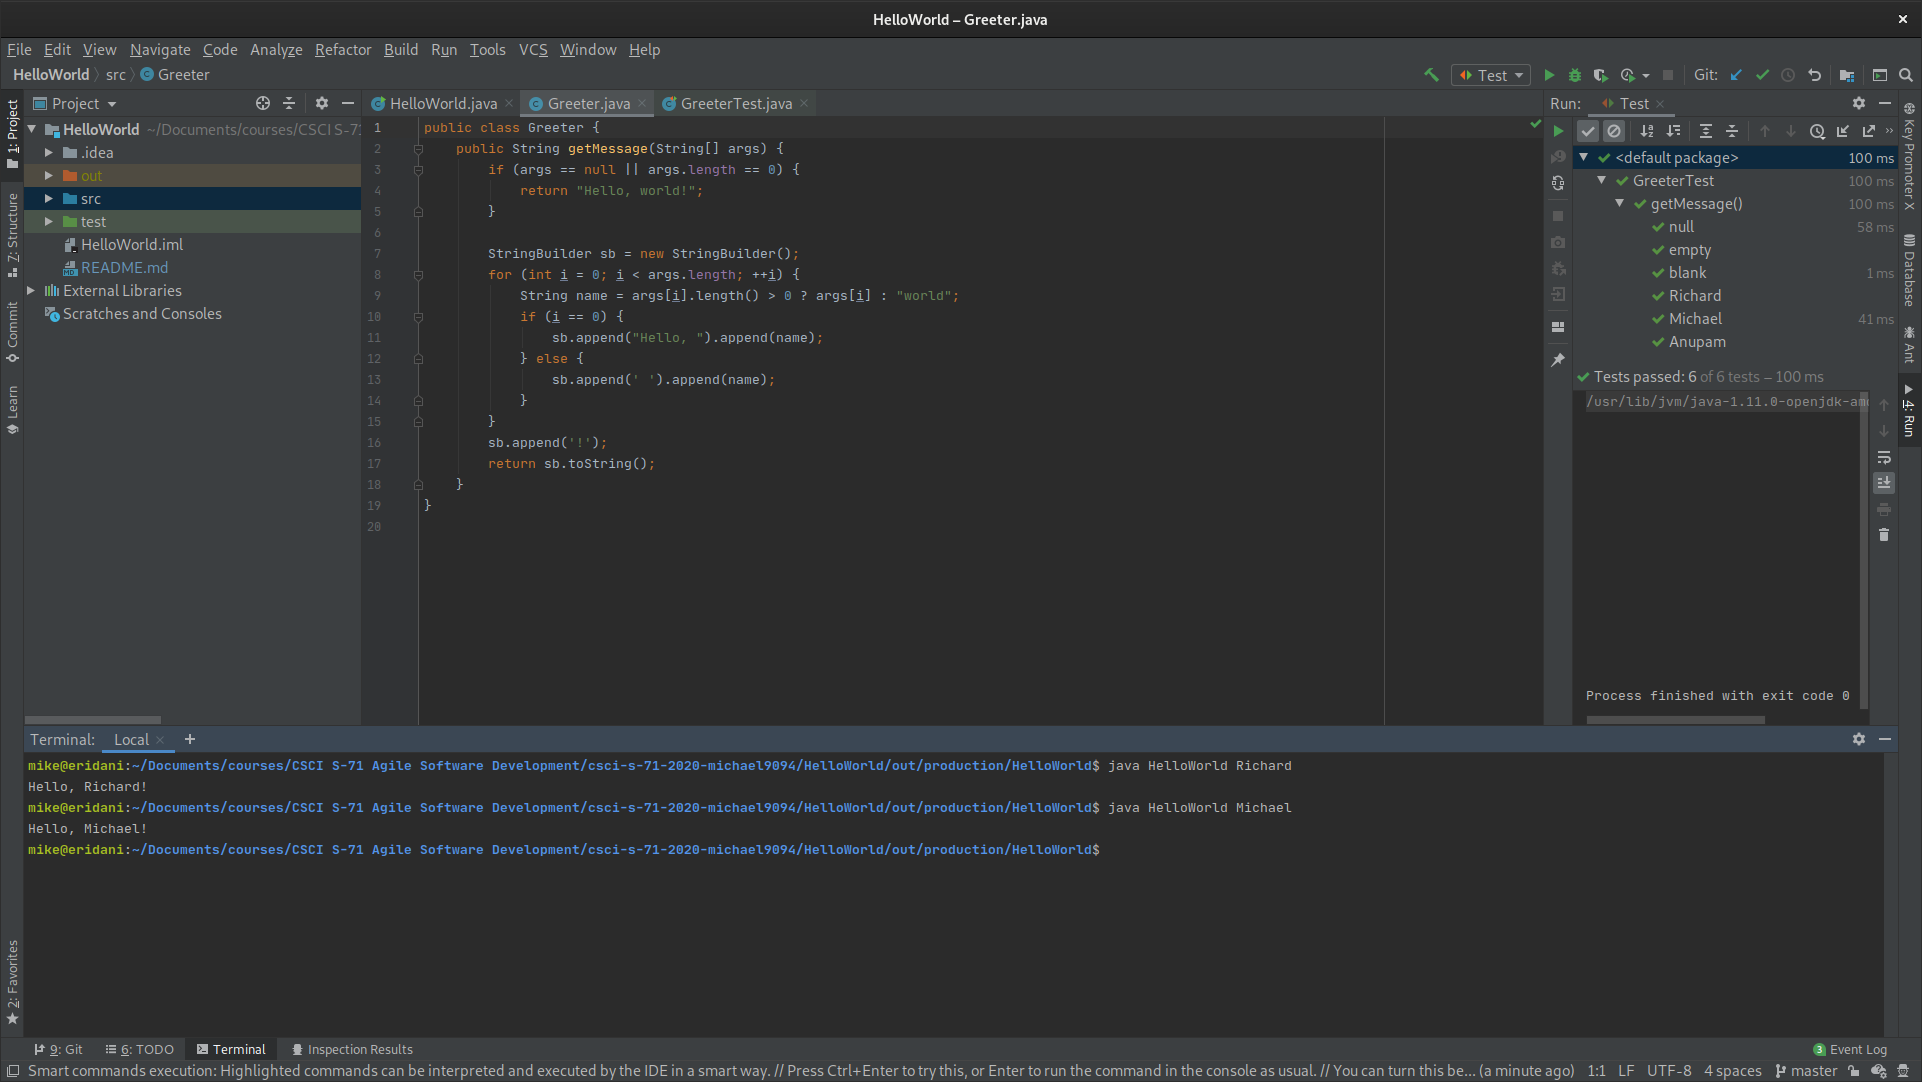 HelloWorld – Greeter.java
File Edit View Navigate Code Analyze Refactor Build Run Tools VCS Window Help
HelloWorld src Greeter
Test Git:
1: Project
Z: Structure
Commit
Learn
2: Favorites
Project
HelloWorld ~/Documents/courses/CSCI S-71
.idea
out
src
test
HelloWorld.iml
README.md
External Libraries
Scratches and Consoles
HelloWorld.java Greeter.java GreeterTest.java
1 public class Greeter {
2 public String getMessage(String[] args) {
3 if (args == null || args.length == 0) {
4 return "Hello, world!";
5 }
6
7 StringBuilder sb = new StringBuilder();
8 for (int i = 0; i < args.length; ++i) {
9 String name = args[i].length() > 0 ? args[i] : "world";
10 if (i == 0) {
11 sb.append("Hello, ").append(name);
12 } else {
13 sb.append(' ').append(name);
14 }
15 }
16 sb.append('!');
17 return sb.toString();
18 }
19 }
20
Run: Test
<default package> 100 ms
GreeterTest 100 ms
getMessage() 100 ms
null 58 ms
empty
blank 1 ms
Richard
Michael 41 ms
Anupam
Tests passed: 6 of 6 tests – 100 ms
/usr/lib/jvm/java-1.11.0-openjdk-amd
Process finished with exit code 0
Key Promoter X
Database
Ant
4: Run
Terminal: Local +
mike@eridani:~/Documents/courses/CSCI S-71 Agile Software Development/csci-s-71-2020-michael9094/HelloWorld/out/production/HelloWorld$ java HelloWorld Richard
Hello, Richard!
mike@eridani:~/Documents/courses/CSCI S-71 Agile Software Development/csci-s-71-2020-michael9094/HelloWorld/out/production/HelloWorld$ java HelloWorld Michael
Hello, Michael!
mike@eridani:~/Documents/courses/CSCI S-71 Agile Software Development/csci-s-71-2020-michael9094/HelloWorld/out/production/HelloWorld$
9: Git 6: TODO Terminal Inspection Results 3 Event Log
Smart commands execution: Highlighted commands can be interpreted and executed by the IDE in a smart way. // Press Ctrl+Enter to try this, or Enter to run the command in the console as usual. // You can turn this be... (a minute ago) 1:1 LF UTF-8 4 spaces master